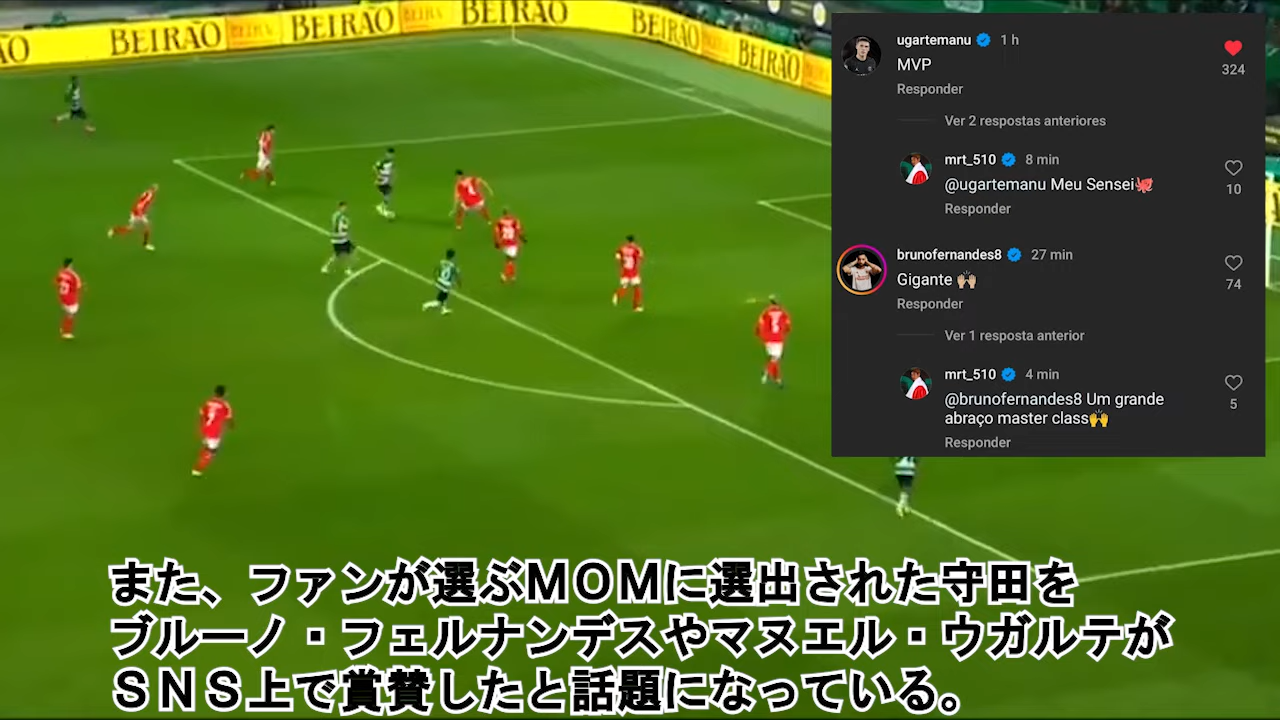 BEIRÃO BEIRÃO BEIRÃO BEIRÃO
ugartemanu 1 h
MVP
324
Responder
Ver 2 respostas anteriores
mrt_510 8 min
@ugartemanu Meu Sensei🐙
10
Responder
brunofernandes8 27 min
Gigante 🙌🏼
74
Responder
Ver 1 resposta anterior
mrt_510 4 min
@brunofernandes8 Um grande
abraço master class🙌
5
Responder
また、ファンが選ぶＭＯＭに選出された守田を
ブルーノ・フェルナンデスやマヌエル・ウガルテが
ＳＮＳ上で賞賛したと話題になっている。